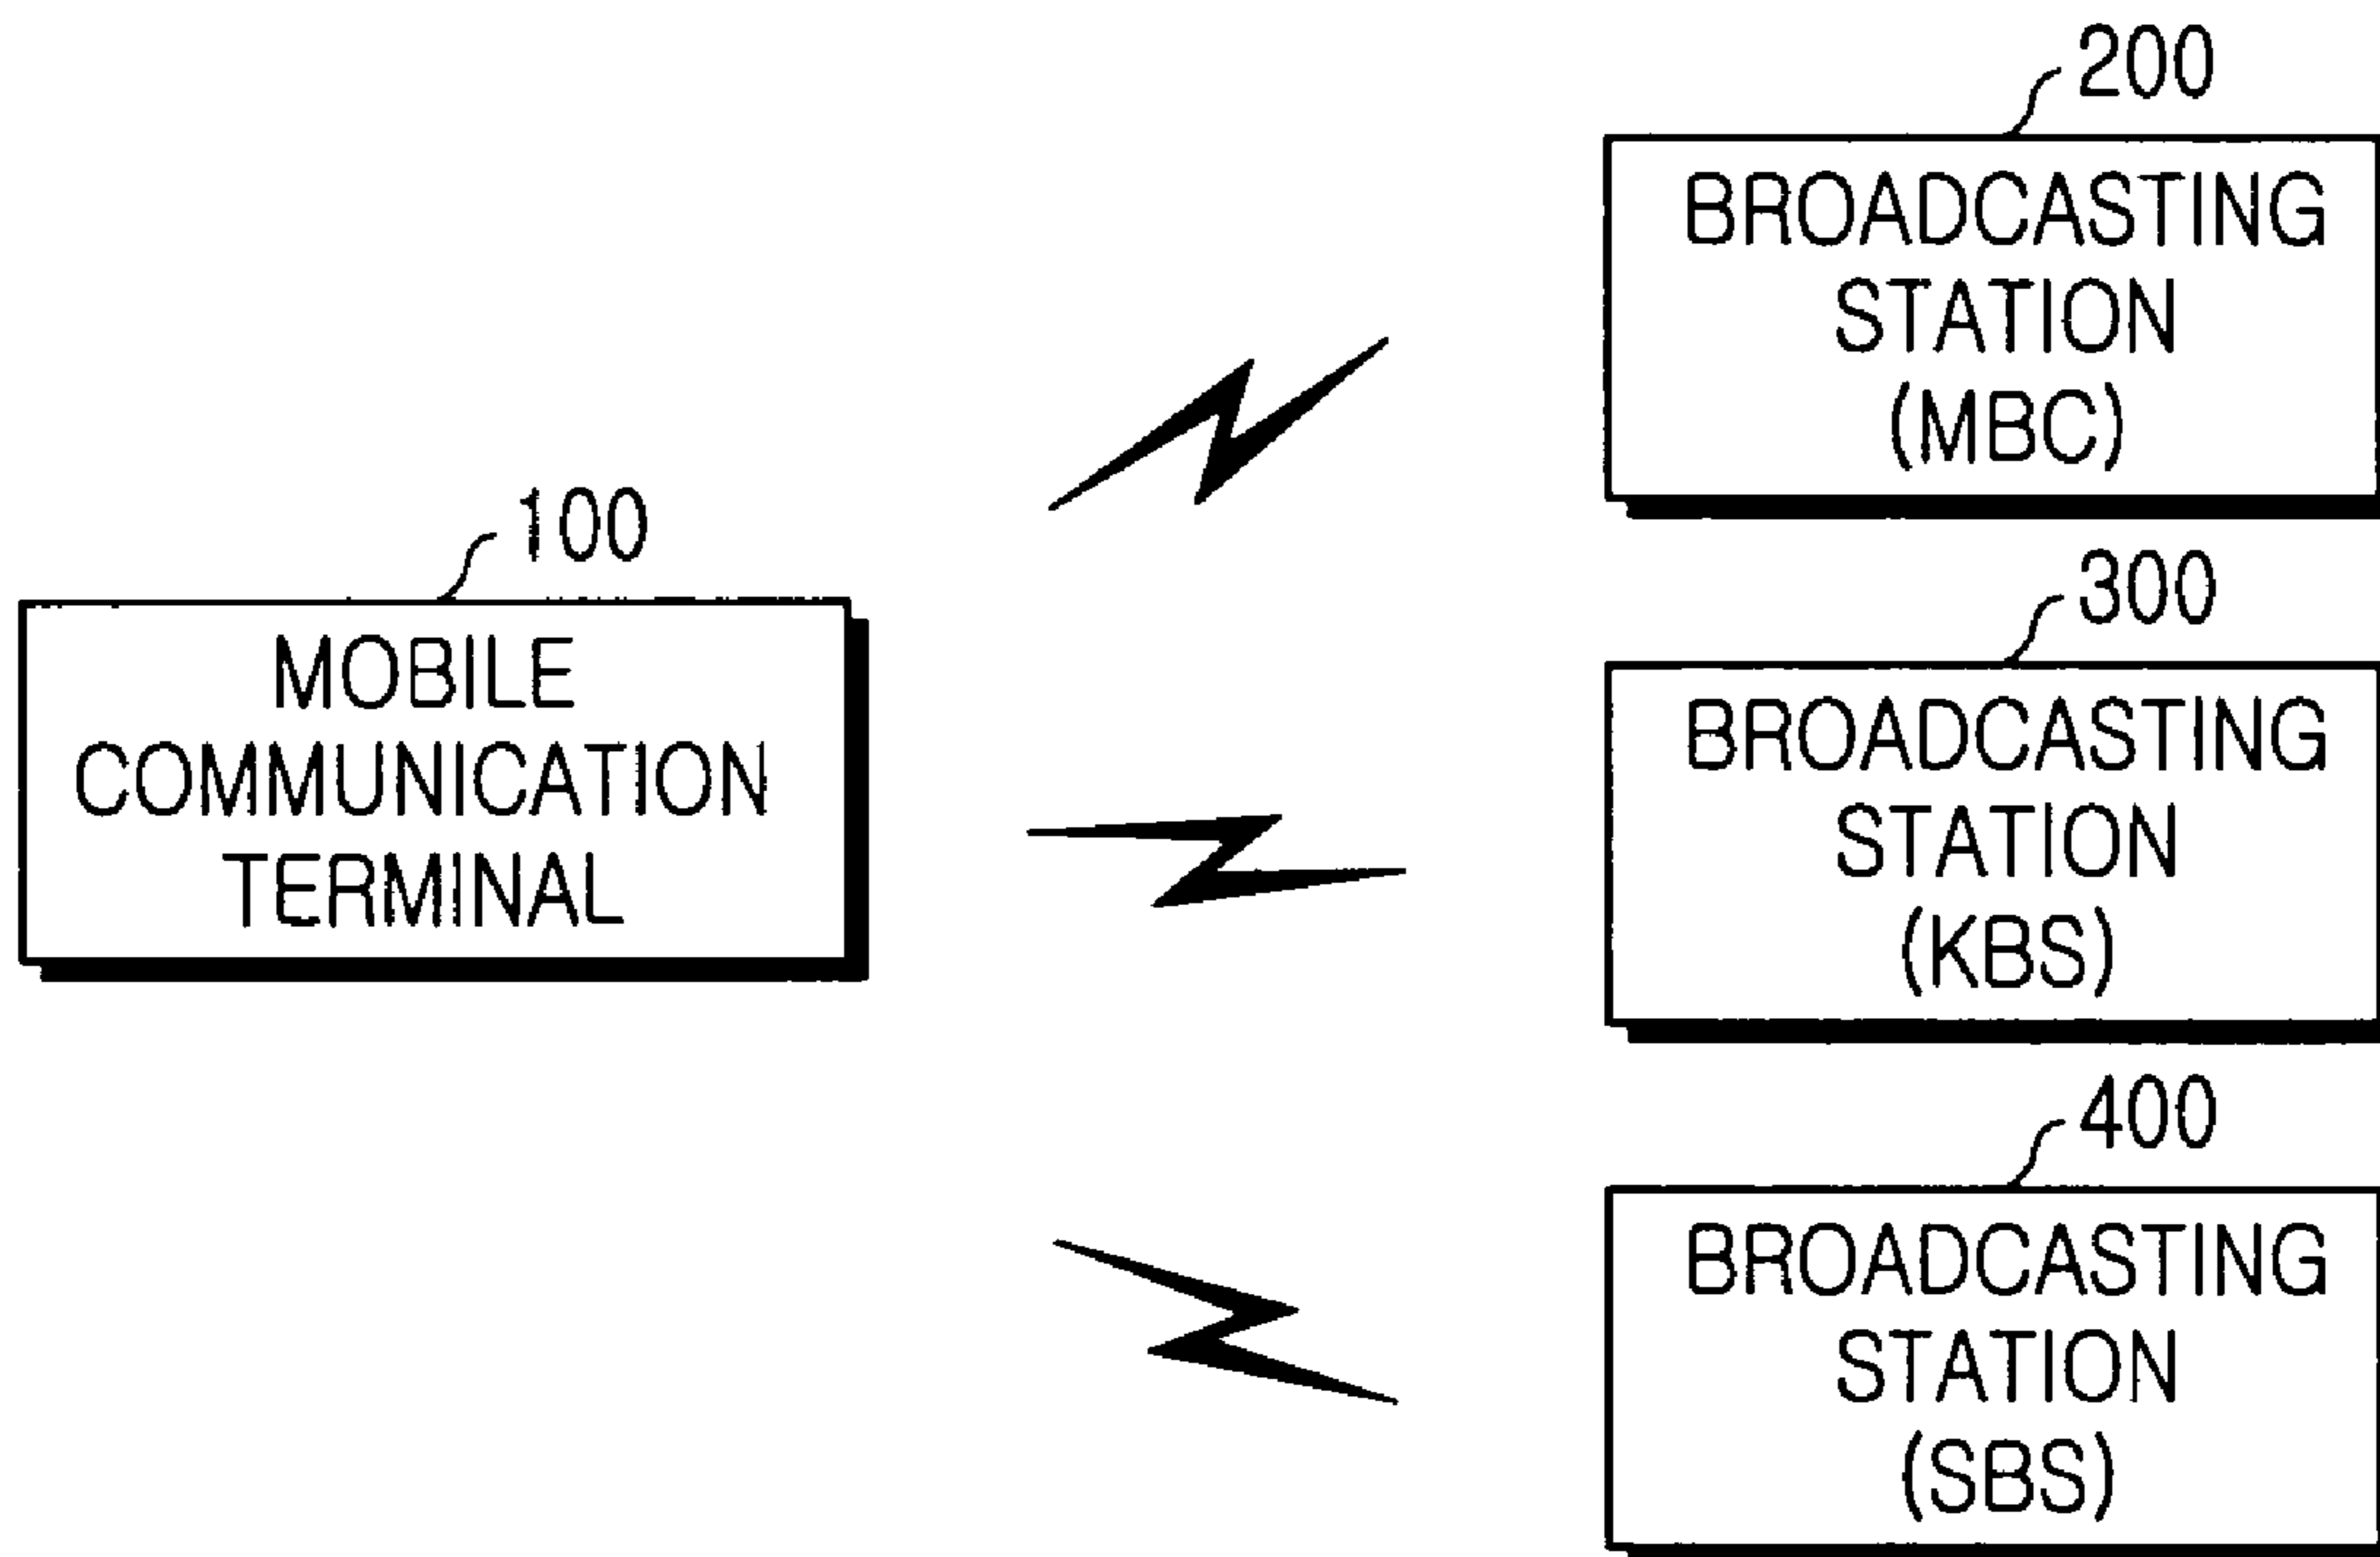 200
BROADCASTING
STATION
(MBC)
100
MOBILE
COMMUNICATION
TERMINAL
300
BROADCASTING
STATION
(KBS)
400
BROADCASTING
STATION
(SBS)